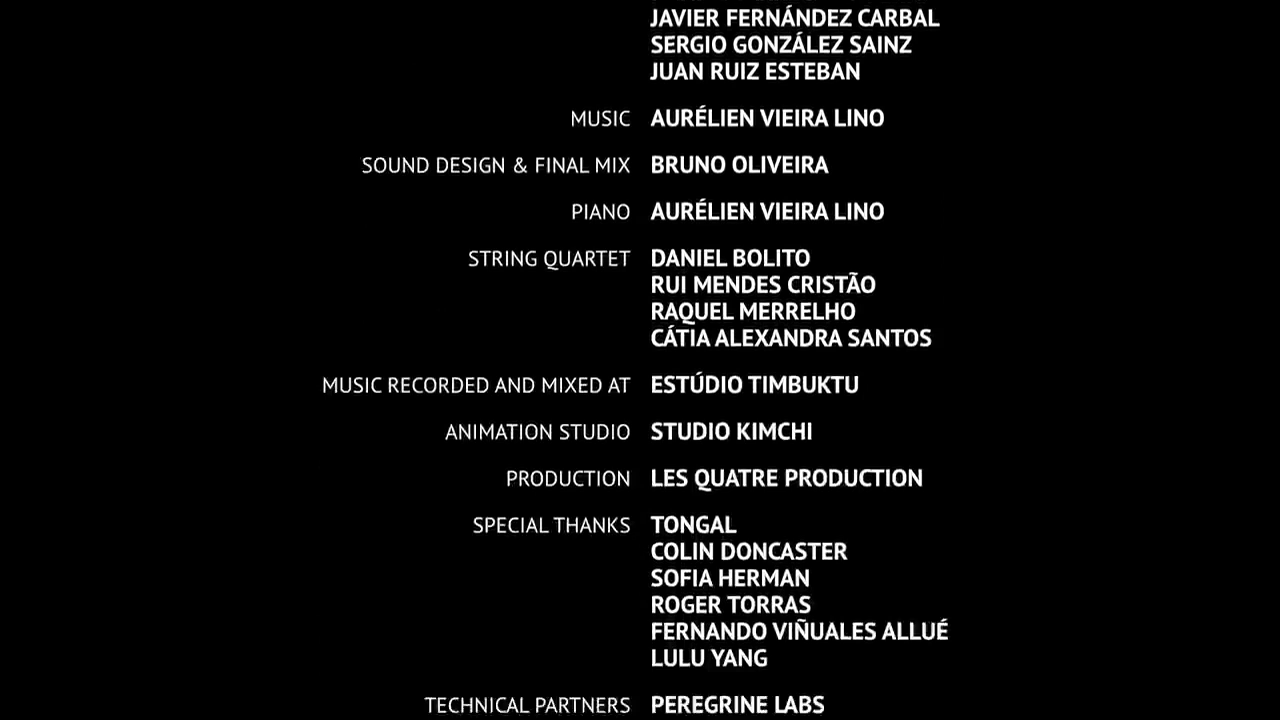 JAVIER FERNÁNDEZ CARBAL
SERGIO GONZÁLEZ SAINZ
JUAN RUIZ ESTEBAN
MUSIC AURÉLIEN VIEIRA LINO
SOUND DESIGN & FINAL MIX BRUNO OLIVEIRA
PIANO AURÉLIEN VIEIRA LINO
STRING QUARTET DANIEL BOLITO
RUI MENDES CRISTÃO
RAQUEL MERRELHO
CÁTIA ALEXANDRA SANTOS
MUSIC RECORDED AND MIXED AT ESTÚDIO TIMBUKTU
ANIMATION STUDIO STUDIO KIMCHI
PRODUCTION LES QUATRE PRODUCTION
SPECIAL THANKS TONGAL
COLIN DONCASTER
SOFIA HERMAN
ROGER TORRAS
FERNANDO VIÑUALES ALLUÉ
LULU YANG
TECHNICAL PARTNERS PEREGRINE LABS